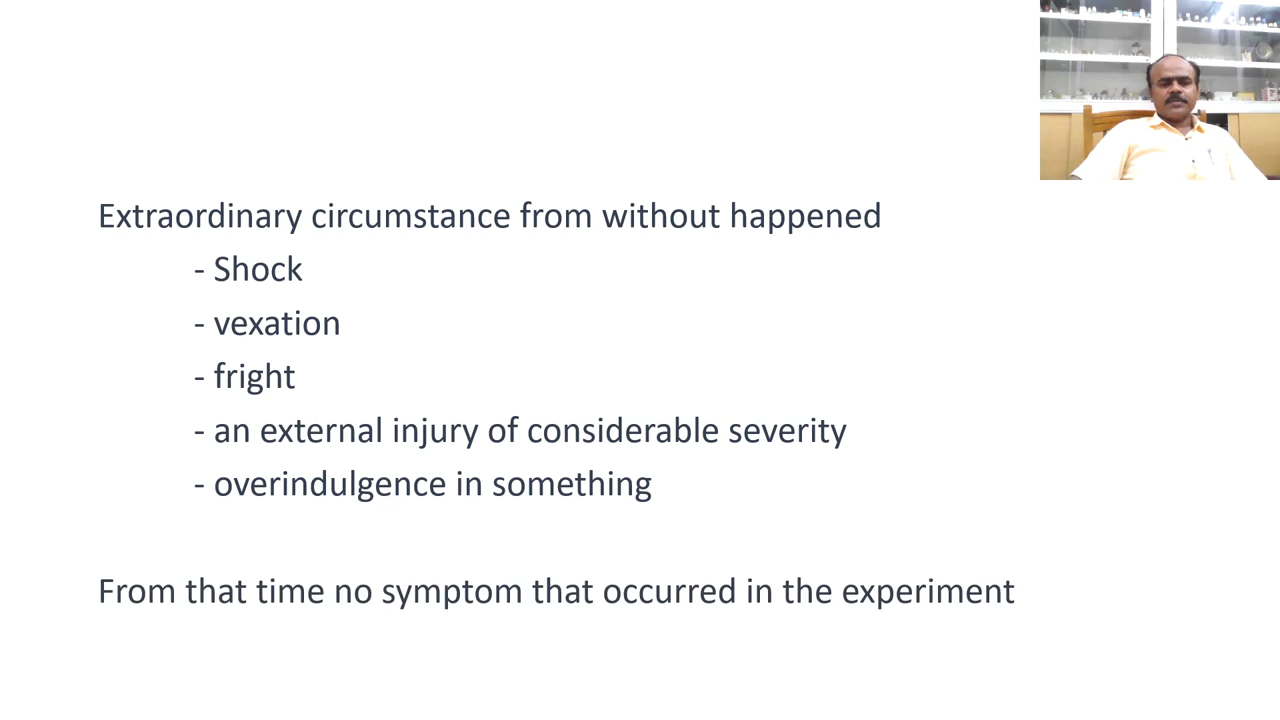 Extraordinary circumstance from without happened
- Shock
- vexation
- fright
- an external injury of considerable severity
- overindulgence in something
From that time no symptom that occurred in the experiment